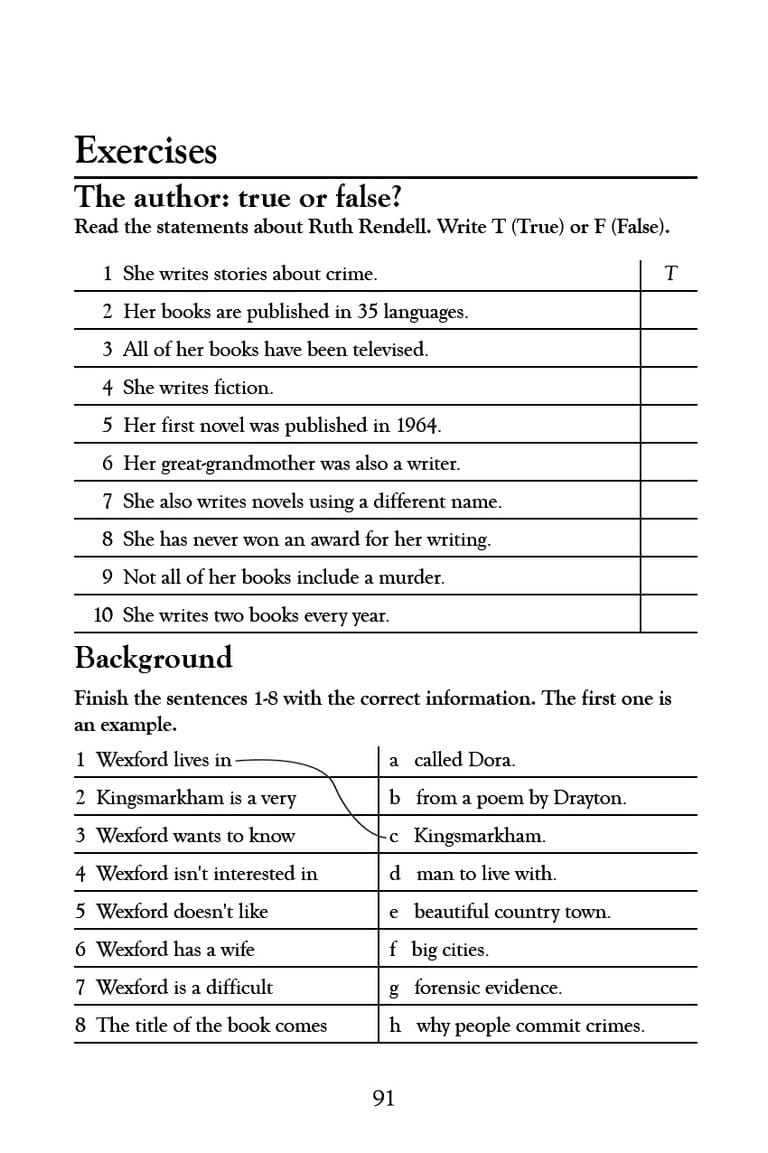 Exercises
The author: true or false?
Read the statements about Ruth Rendell. Write T (True) or F (False).
1 She writes stories about crime. T
2 Her books are published in 35 languages.
3 All of her books have been televised.
4 She writes fiction.
5 Her first novel was published in 1964.
6 Her great-grandmother was also a writer.
7 She also writes novels using a different name.
8 She has never won an award for her writing.
9 Not all of her books include a murder.
10 She writes two books every year.
Background
Finish the sentences 1-8 with the correct information. The first one is
an example.
1 Wexford lives in a called Dora.
2 Kingsmarkham is a very b from a poem by Drayton.
3 Wexford wants to know c Kingsmarkham.
4 Wexford isn't interested in d man to live with.
5 Wexford doesn't like e beautiful country town.
6 Wexford has a wife f big cities.
7 Wexford is a difficult g forensic evidence.
8 The title of the book comes h why people commit crimes.
91